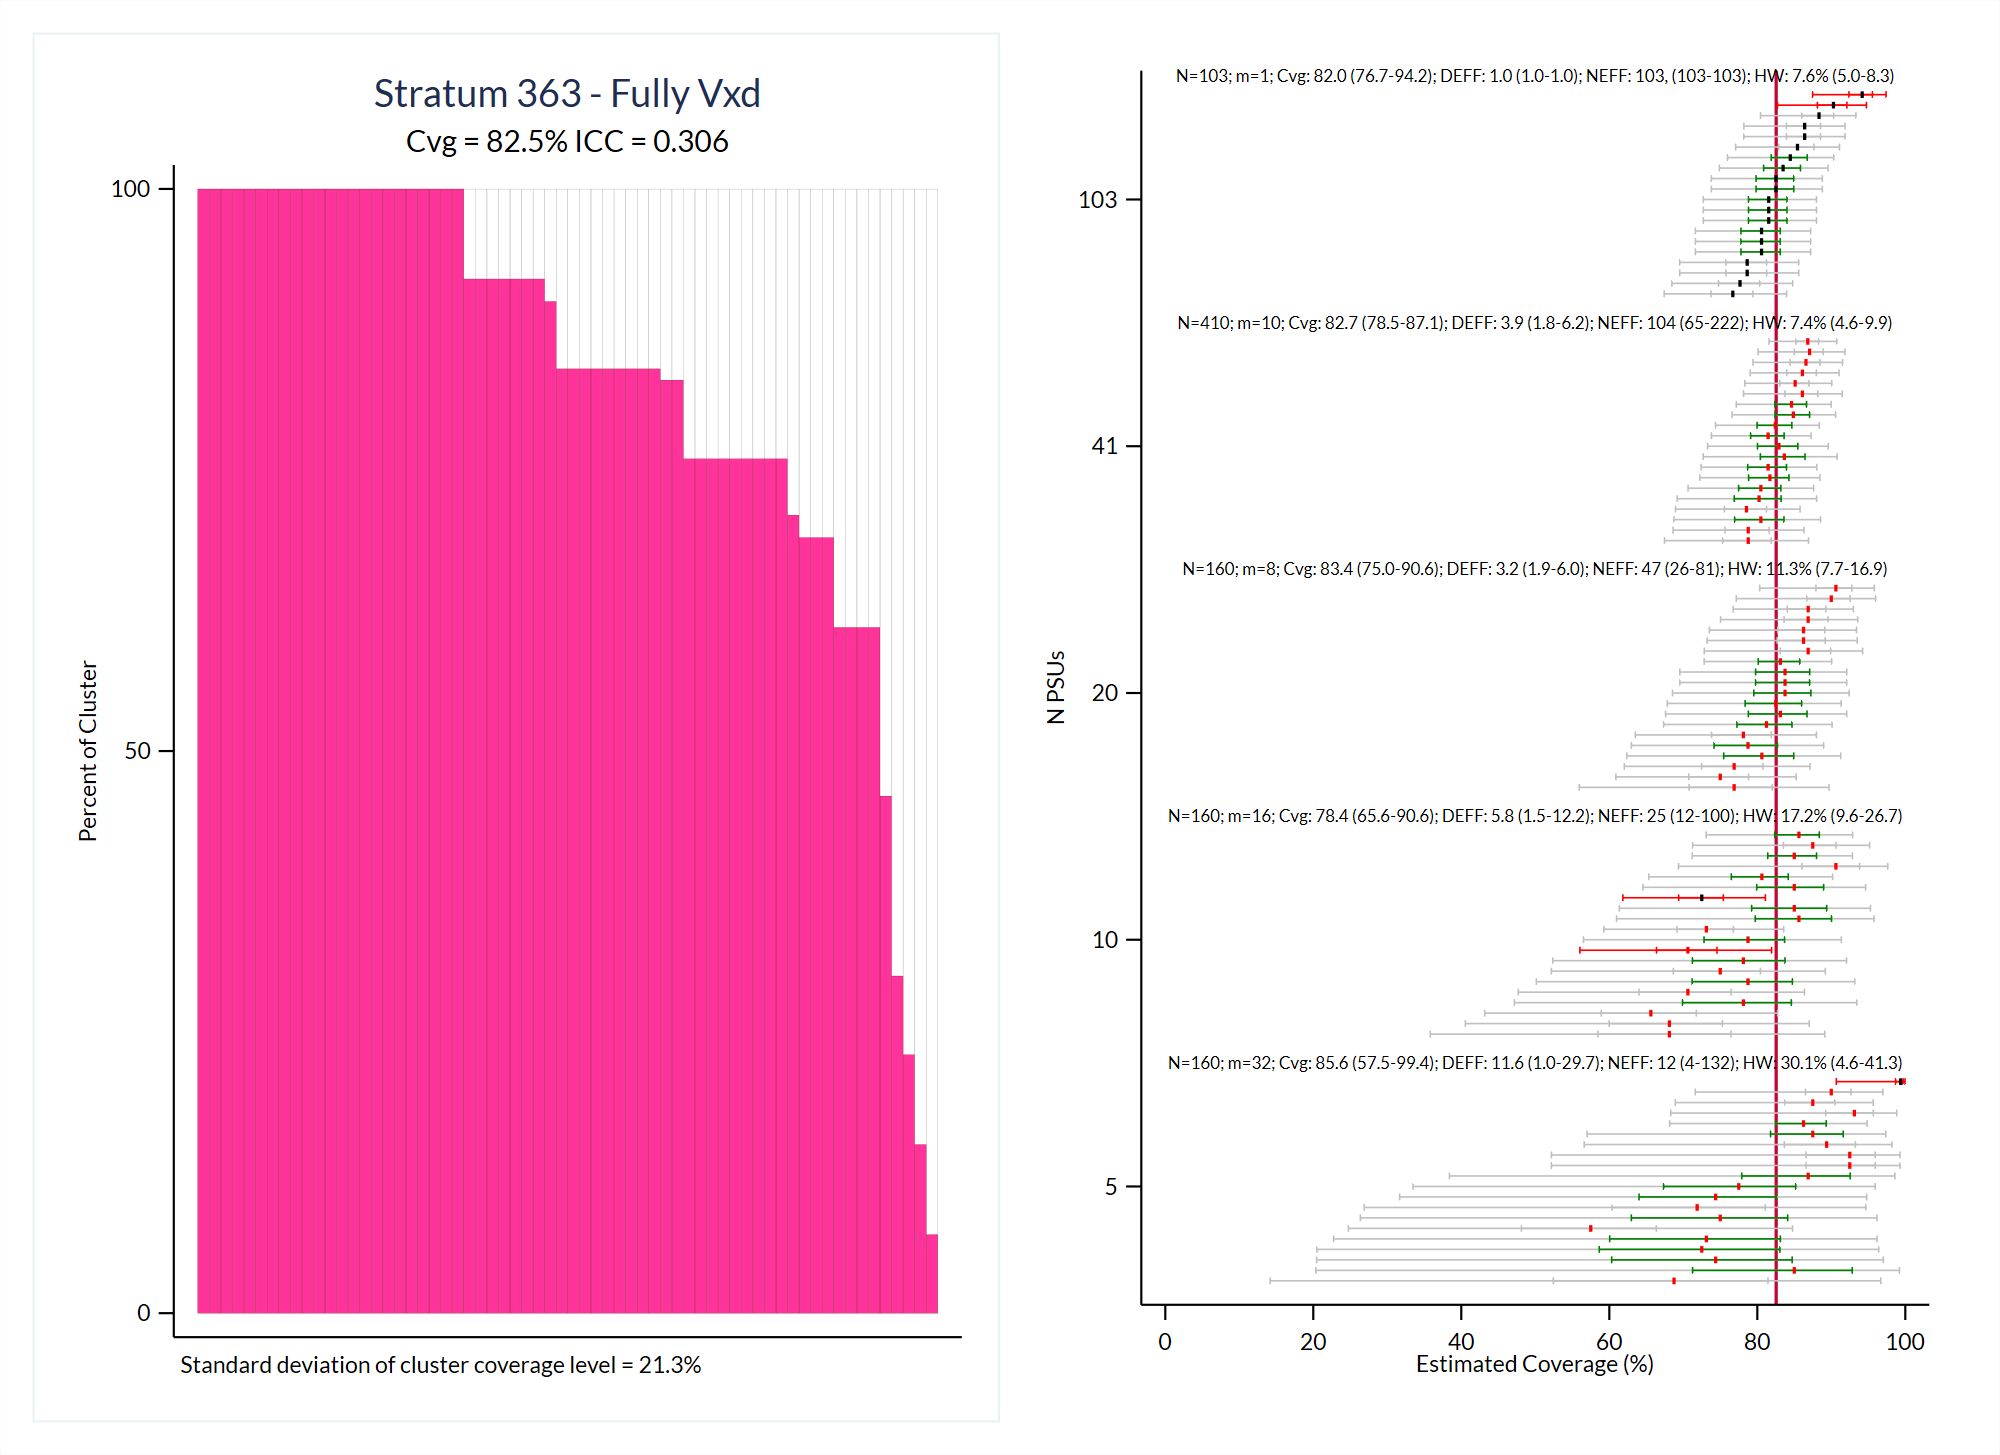 Stratum 363 - Fully Vxd
Cvg = 82.5% ICC = 0.306
100
50
0
Percent of Cluster
Standard deviation of cluster coverage level = 21.3%
N=103; m=1; Cvg: 82.0 (76.7-94.2); DEFF: 1.0 (1.0-1.0); NEFF: 103, (103-103); HW: 7.6% (5.0-8.3)
103
N=410; m=10; Cvg: 82.7 (78.5-87.1); DEFF: 3.9 (1.8-6.2); NEFF: 104 (65-222); HW: 7.4% (4.6-9.9)
41
N=160; m=8; Cvg: 83.4 (75.0-90.6); DEFF: 3.2 (1.9-6.0); NEFF: 47 (26-81); HW: 11.3% (7.7-16.9)
N PSUs
20
N=160; m=16; Cvg: 78.4 (65.6-90.6); DEFF: 5.8 (1.5-12.2); NEFF: 25 (12-100); HW: 17.2% (9.6-26.7)
10
N=160; m=32; Cvg: 85.6 (57.5-99.4); DEFF: 11.6 (1.0-29.7); NEFF: 12 (4-132); HW: 30.1% (4.6-41.3)
5
0 20 40 60 80 100
Estimated Coverage (%)